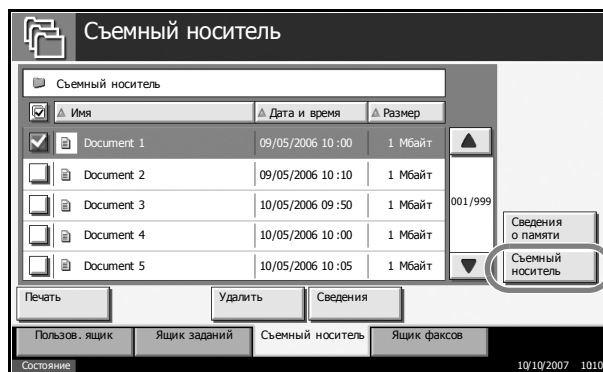 Съемный носитель
Съемный носитель
Имя Дата и время Размер
Document 1 09/05/2006 10:00 1 Мбайт
Document 2 09/05/2006 10:10 1 Мбайт
Document 3 10/05/2006 09:50 1 Мбайт
Document 4 10/05/2006 10:00 1 Мбайт
Document 5 10/05/2006 10:05 1 Мбайт
001/999
Сведения
о памяти
Съемный
носитель
Печать Удалить Сведения
Пользов. ящик Ящик заданий Съемный носитель Ящик факсов
Состояние 10/10/2007 1010